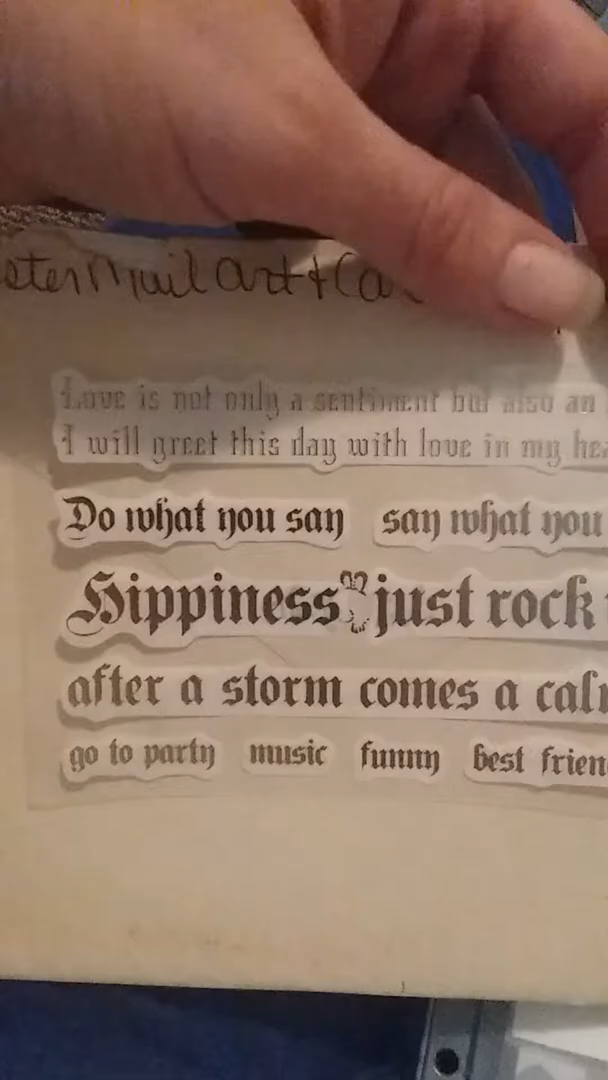 Mail art + Ca
Love is not only a sentiment but also an
I will greet this day with love in my hea
Do what you say say what you
Hippiness just rock
after a storm comes a cal
go to party music funny best frien